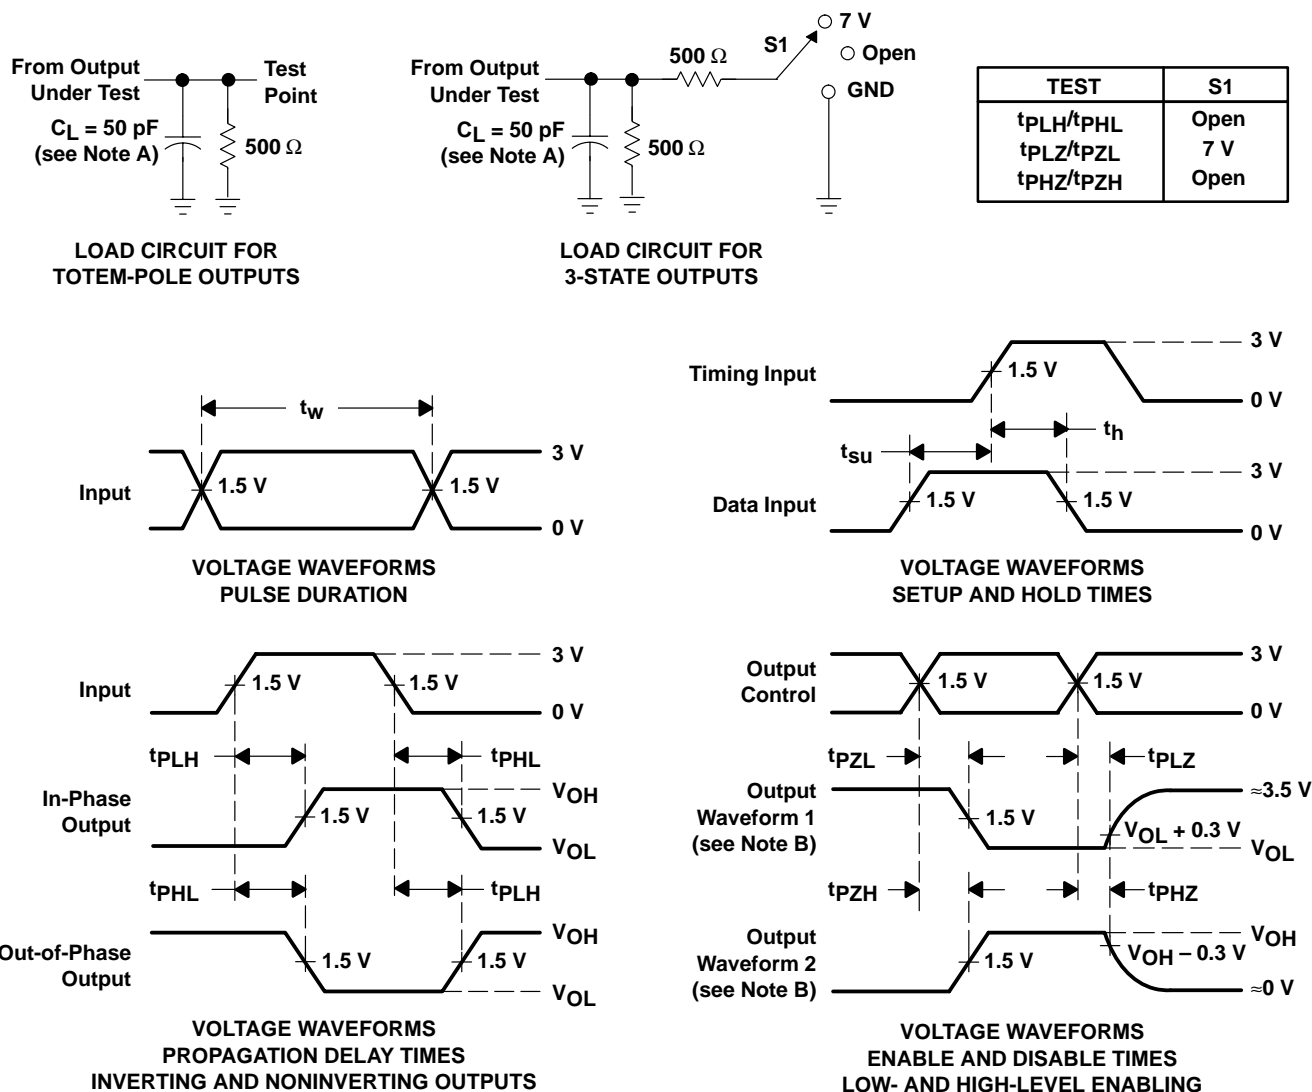 From Output
Under Test
Test
Point
CL = 50 pF
(see Note A)
500 Ω
LOAD CIRCUIT FOR
TOTEM-POLE OUTPUTS
From Output
Under Test
500 Ω
S1
7 V
Open
GND
CL = 50 pF
(see Note A)
500 Ω
LOAD CIRCUIT FOR
3-STATE OUTPUTS
TEST S1
tPLH/tPHL Open
tPLZ/tPZL 7 V
tPHZ/tPZH Open
tw
Input
1.5 V
1.5 V
3 V
0 V
VOLTAGE WAVEFORMS
PULSE DURATION
Timing Input
1.5 V
3 V
0 V
tsu
th
Data Input
1.5 V
1.5 V
3 V
0 V
VOLTAGE WAVEFORMS
SETUP AND HOLD TIMES
Input
1.5 V
1.5 V
3 V
0 V
tPLH
tPHL
In-Phase
Output
1.5 V
1.5 V
VOH
VOL
tPHL
tPLH
Out-of-Phase
Output
1.5 V
1.5 V
VOH
VOL
VOLTAGE WAVEFORMS
PROPAGATION DELAY TIMES
INVERTING AND NONINVERTING OUTPUTS
Output
Control
1.5 V
1.5 V
3 V
0 V
tPZL
tPLZ
Output
Waveform 1
(see Note B)
1.5 V
VOL + 0.3 V
≈3.5 V
VOL
tPZH
tPHZ
Output
Waveform 2
(see Note B)
1.5 V
VOH – 0.3 V
VOH
≈0 V
VOLTAGE WAVEFORMS
ENABLE AND DISABLE TIMES
LOW- AND HIGH-LEVEL ENABLING